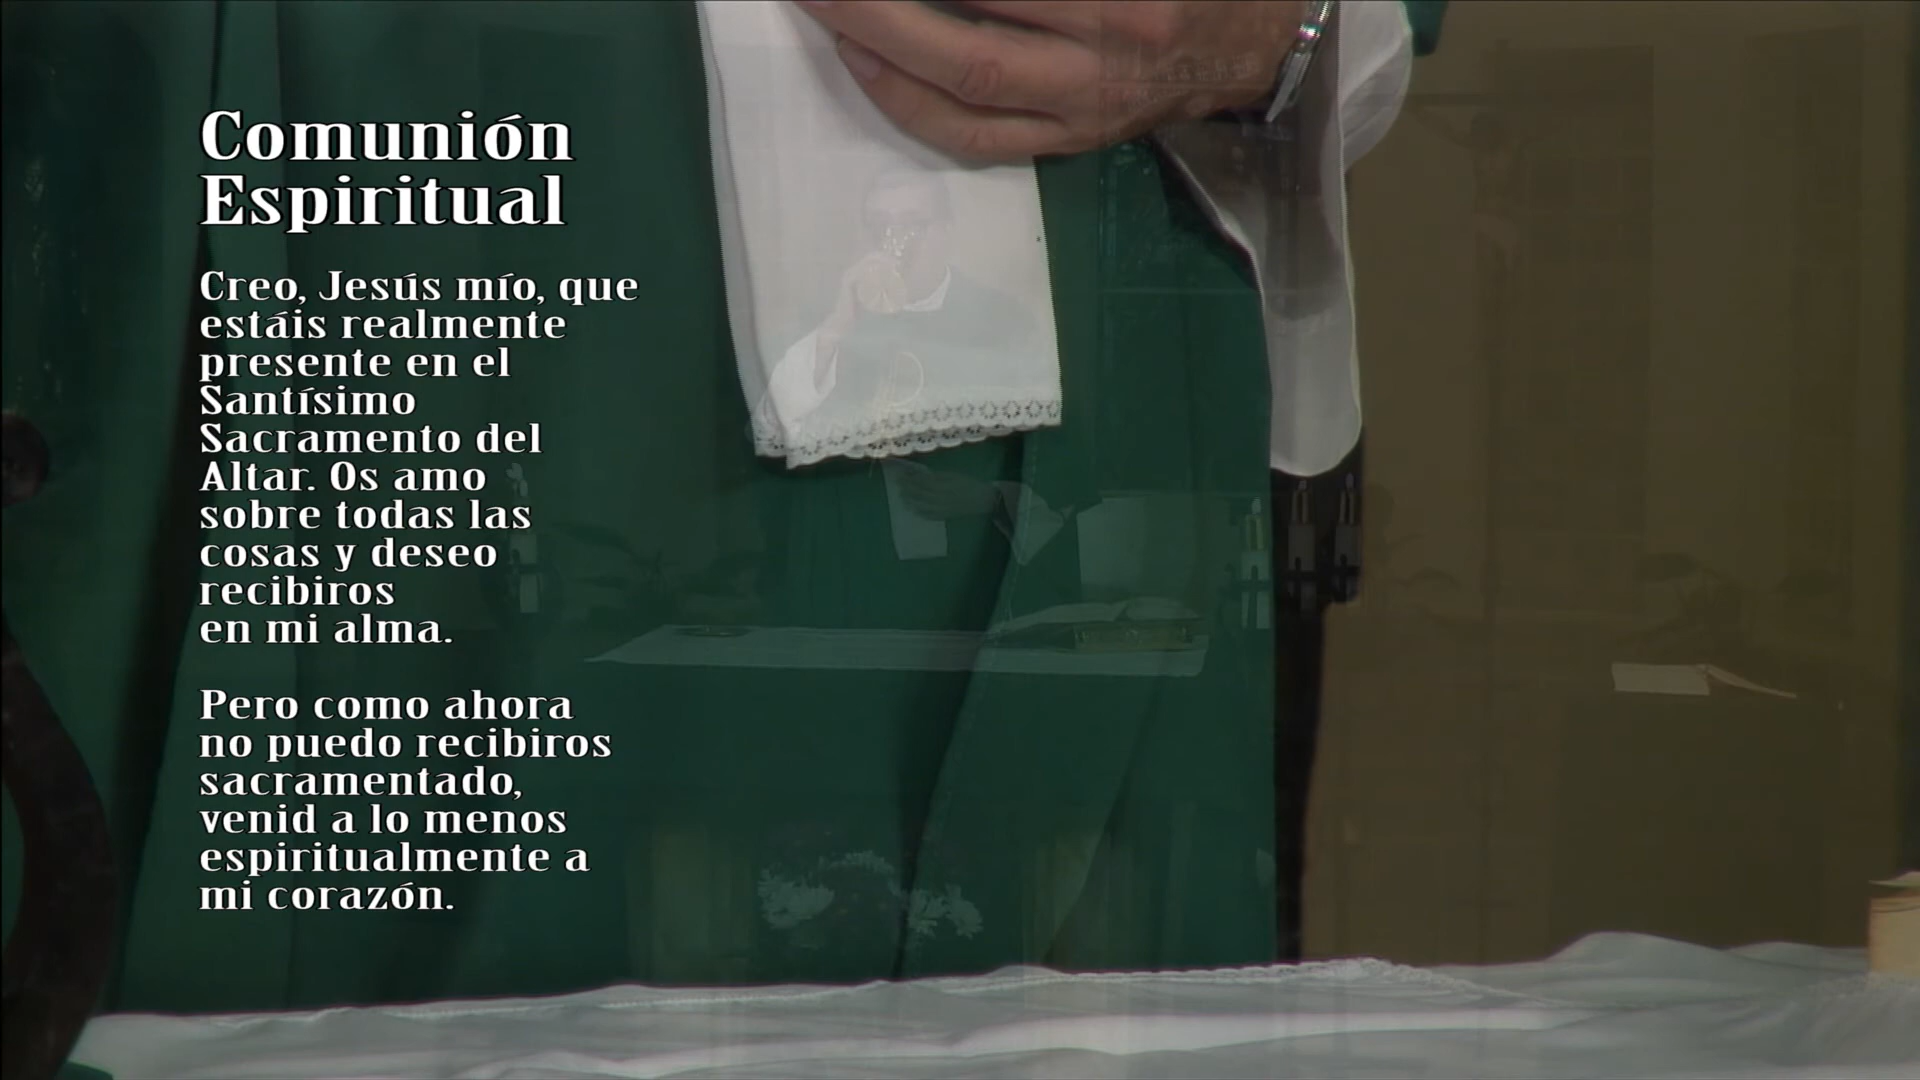 Comunión
Espiritual
Creo, Jesús mío, que
estáis realmente
presente en el
Santísimo
Sacramento del
Altar. Os amo
sobre todas las
cosas y deseo
recibiros
en mi alma.
Pero como ahora
no puedo recibiros
sacramentado,
venid a lo menos
espiritualmente a
mi corazón.